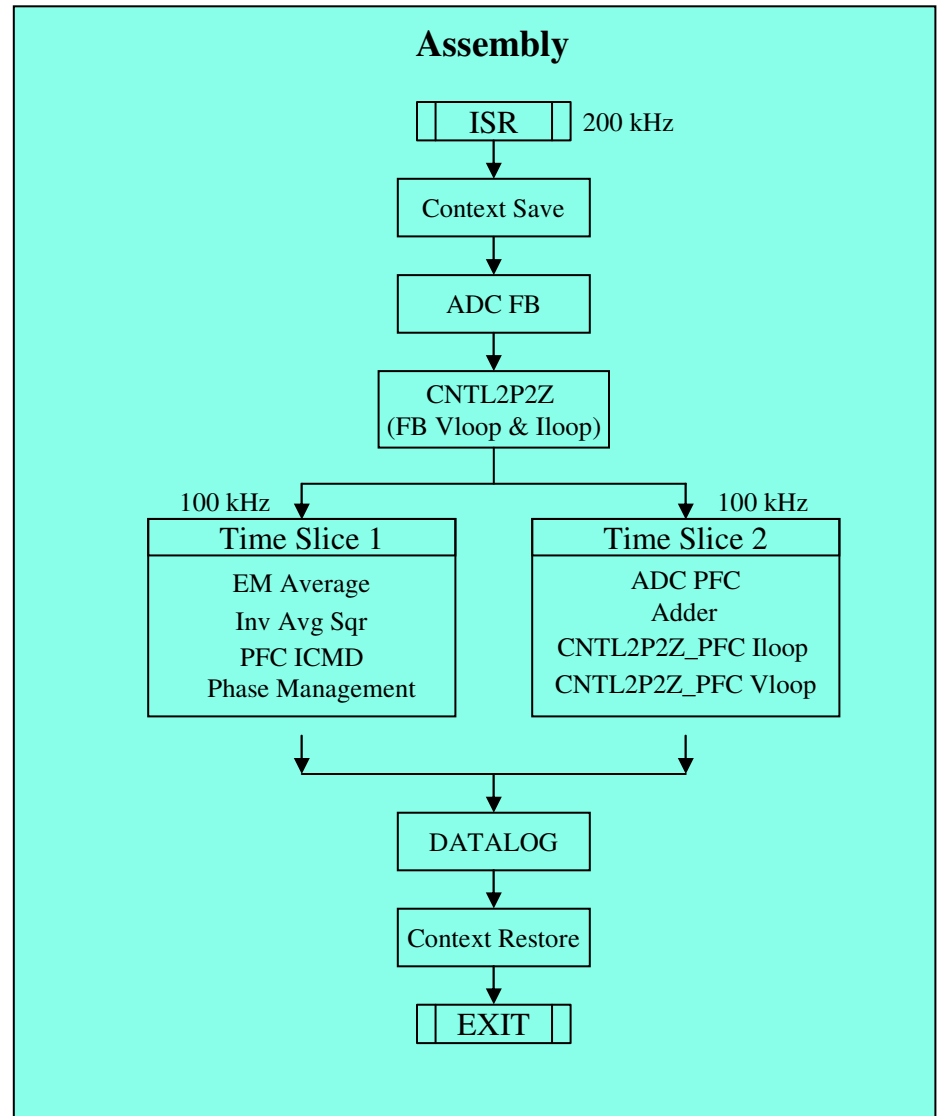 Assembly
ISR
200 kHz
Context Save
ADC FB
CNTL2P2Z
(FB Vloop & Iloop)
100 kHz
Time Slice 1
EM Average
Inv Avg Sqr
PFC ICMD
Phase Management
100 kHz
Time Slice 2
ADC PFC
Adder
CNTL2P2Z_PFC Iloop
CNTL2P2Z_PFC Vloop
DATALOG
Context Restore
EXIT